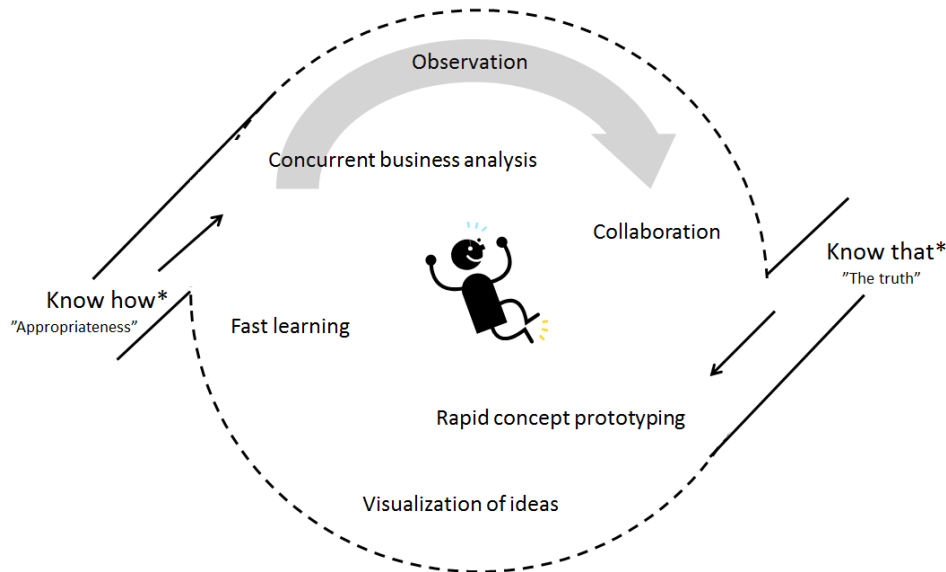 Observation
Concurrent business analysis
Collaboration
Know that*
”The truth”
Know how*
”Appropriateness”
Fast learning
Rapid concept prototyping
Visualization of ideas